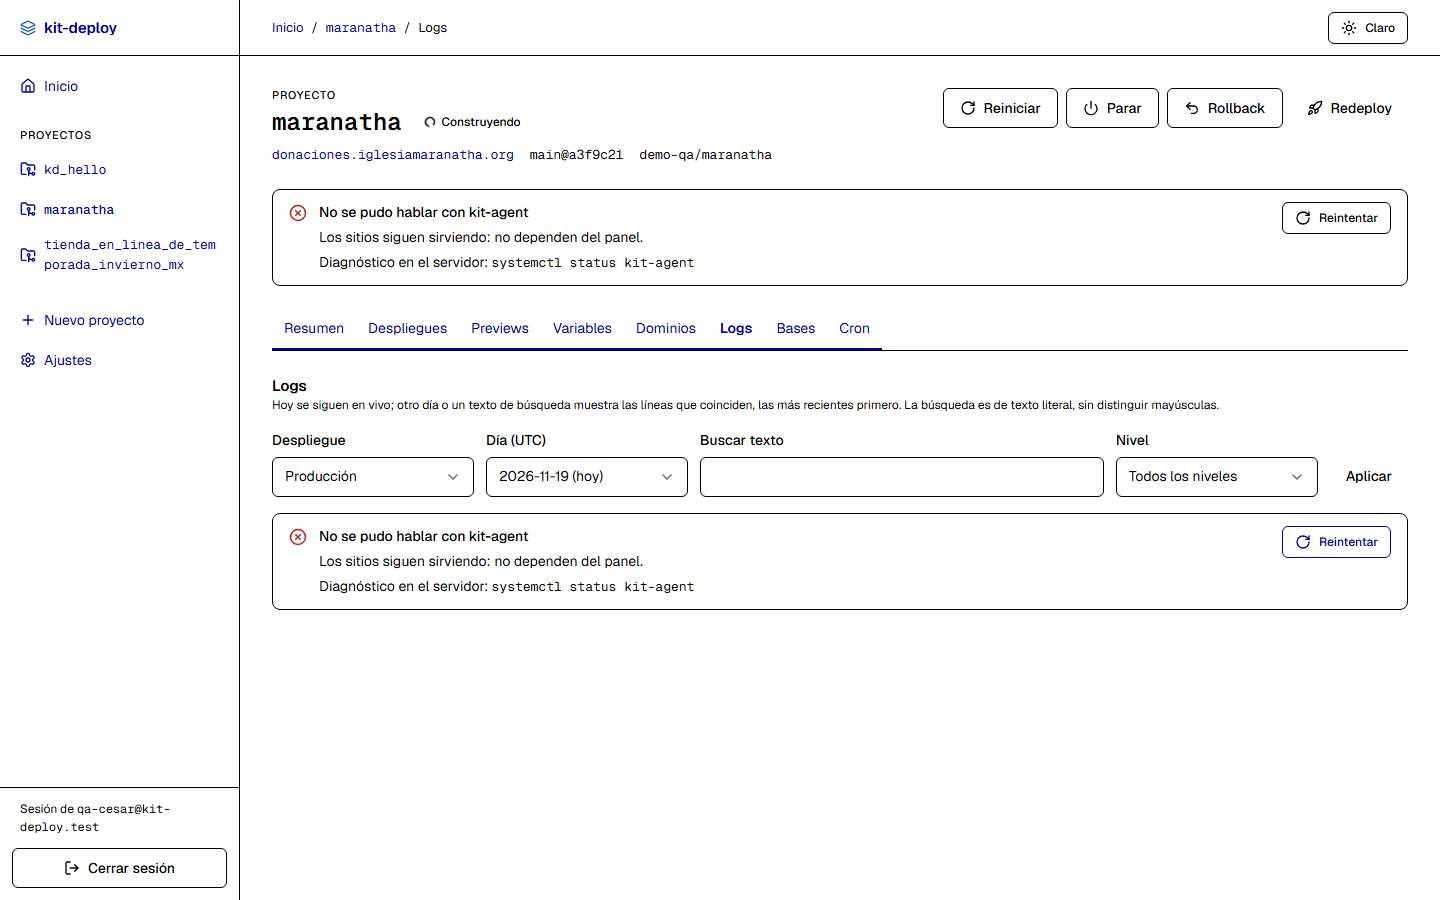 kit-deploy
Inicio
PROYECTOS
kd_hello
maranatha
tienda_en_linea_de_tem
porada_invierno_mx
Nuevo proyecto
Ajustes
Sesión de qa-cesar@kit-
deploy.test
Cerrar sesión
Inicio / maranatha / Logs
Claro
PROYECTO
maranatha Construyendo
donaciones.iglesiamaranatha.org main@a3f9c21 demo-qa/maranatha
Reiniciar Parar Rollback Redeploy
No se pudo hablar con kit-agent
Los sitios siguen sirviendo: no dependen del panel.
Diagnóstico en el servidor: systemctl status kit-agent
Reintentar
Resumen Despliegues Previews Variables Dominios Logs Bases Cron
Logs
Hoy se siguen en vivo; otro día o un texto de búsqueda muestra las líneas que coinciden, las más recientes primero. La búsqueda es de texto literal, sin distinguir mayúsculas.
Despliegue Día (UTC) Buscar texto Nivel
Producción 2026-11-19 (hoy) Todos los niveles Aplicar
No se pudo hablar con kit-agent
Los sitios siguen sirviendo: no dependen del panel.
Diagnóstico en el servidor: systemctl status kit-agent
Reintentar